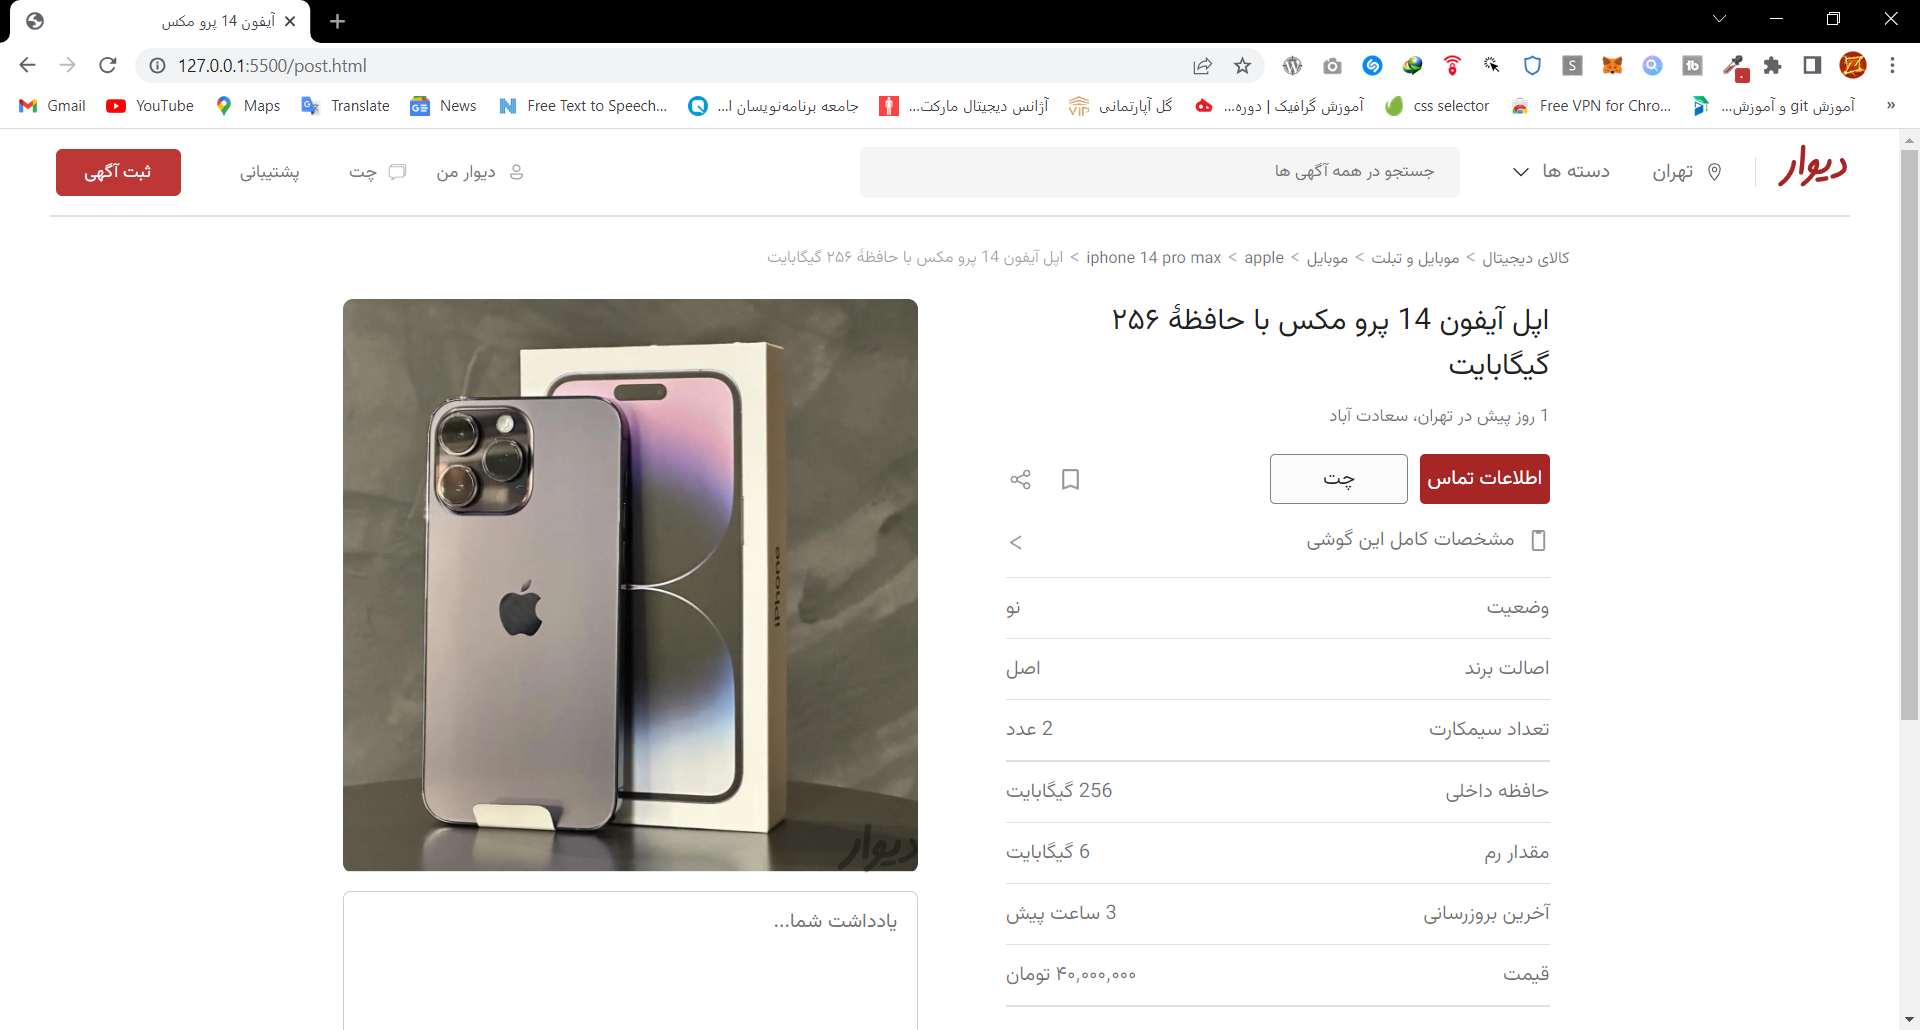 آیفون 14 پرو مکس
127.0.0.1:5500/post.html
Gmail
YouTube
Maps
Translate
News
Free Text to Speech...
جامعه برنامه‌نویسان ا...
آژانس دیجیتال مارکت...
گل آپارتمانی
آموزش گرافیک | دوره...
css selector
Free VPN for Chro...
آموزش git و آموزش...
»
دیوار
تهران
دسته ها
جستجو در همه آگهی ها
دیوار من
چت
پشتیبانی
ثبت آگهی
کالای دیجیتال > موبایل و تبلت > موبایل > apple > iphone 14 pro max > اپل آیفون 14 پرو مکس با حافظهٔ ۲۵۶ گیگابایت
اپل آیفون 14 پرو مکس با حافظهٔ ۲۵۶
گیگابایت
1 روز پیش در تهران، سعادت آباد
اطلاعات تماس
چت
مشخصات کامل این گوشی
وضعیت
نو
اصالت برند
اصل
تعداد سیمکارت
2 عدد
حافظه داخلی
256 گیگابایت
مقدار رم
6 گیگابایت
آخرین بروزرسانی
3 ساعت پیش
قیمت
۴۰,۰۰۰,۰۰۰ تومان
iPhone
دیوار
یادداشت شما...